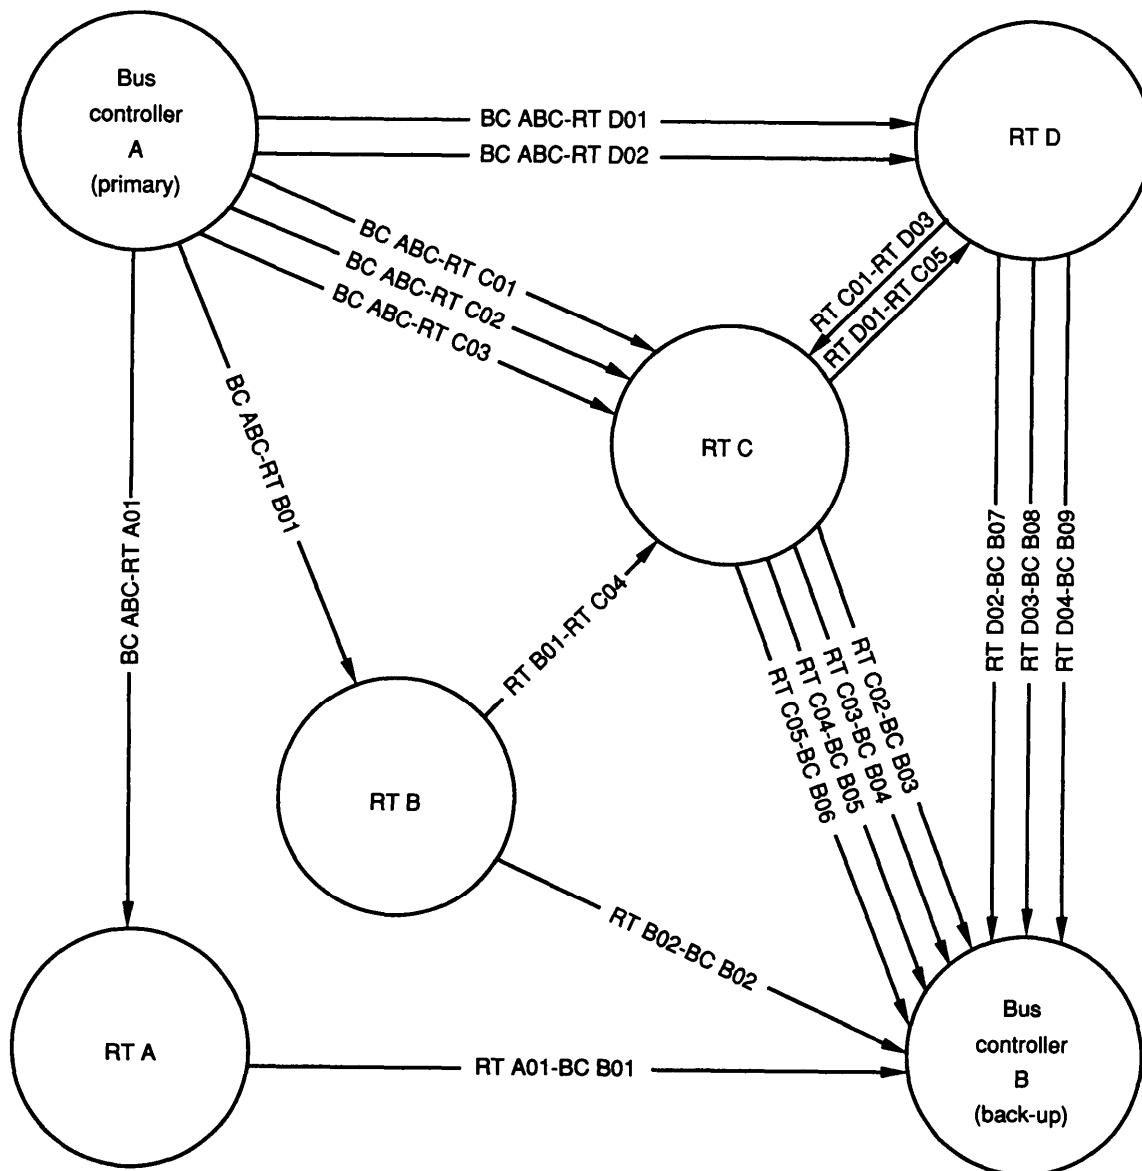 Bus
controller
A
(primary)
BC ABC-RT D01
BC ABC-RT D02
RT D
BC ABC-RT C01
BC ABC-RT C02
BC ABC-RT C03
RT C01-RT D03
RT D01-RT C05
RT C
BC ABC-RT B01
BC ABC-RT A01
RT B01-RT C04
RT C05-BC B06
RT C04-BC B05
RT C03-BC B04
RT C02-BC B03
RT D02-BC B07
RT D03-BC B08
RT D04-BC B09
RT B
RT B02-BC B02
RT A
RT A01-BC B01
Bus
controller
B
(back-up)